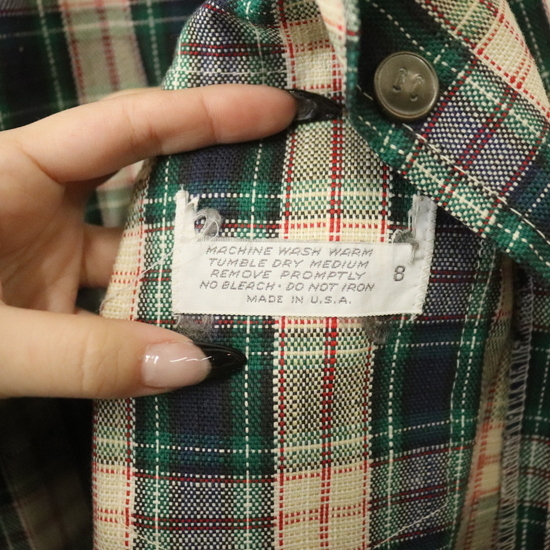 MACHINE WASH WARM
TUMBLE DRY MEDIUM
REMOVE PROMPTLY
NO BLEACH • DO NOT IRON
MADE IN U.S.A.
8